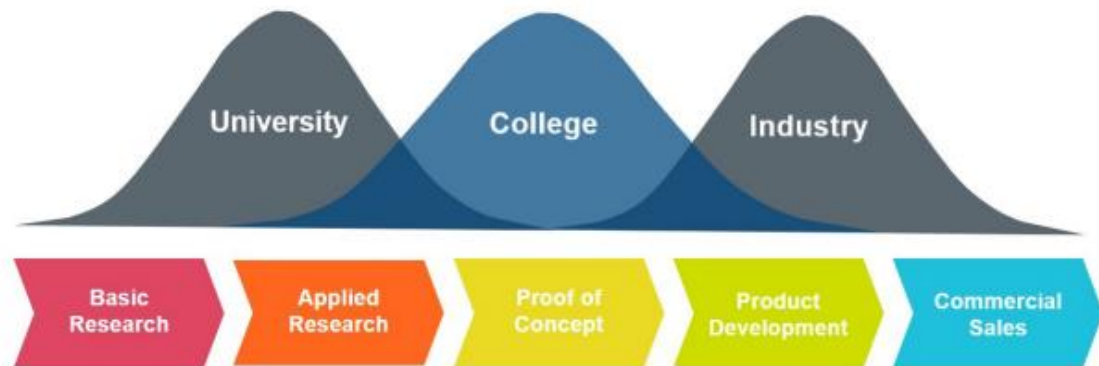 University
College
Industry
Basic
Research
Applied
Research
Proof of
Concept
Product
Development
Commercial
Sales